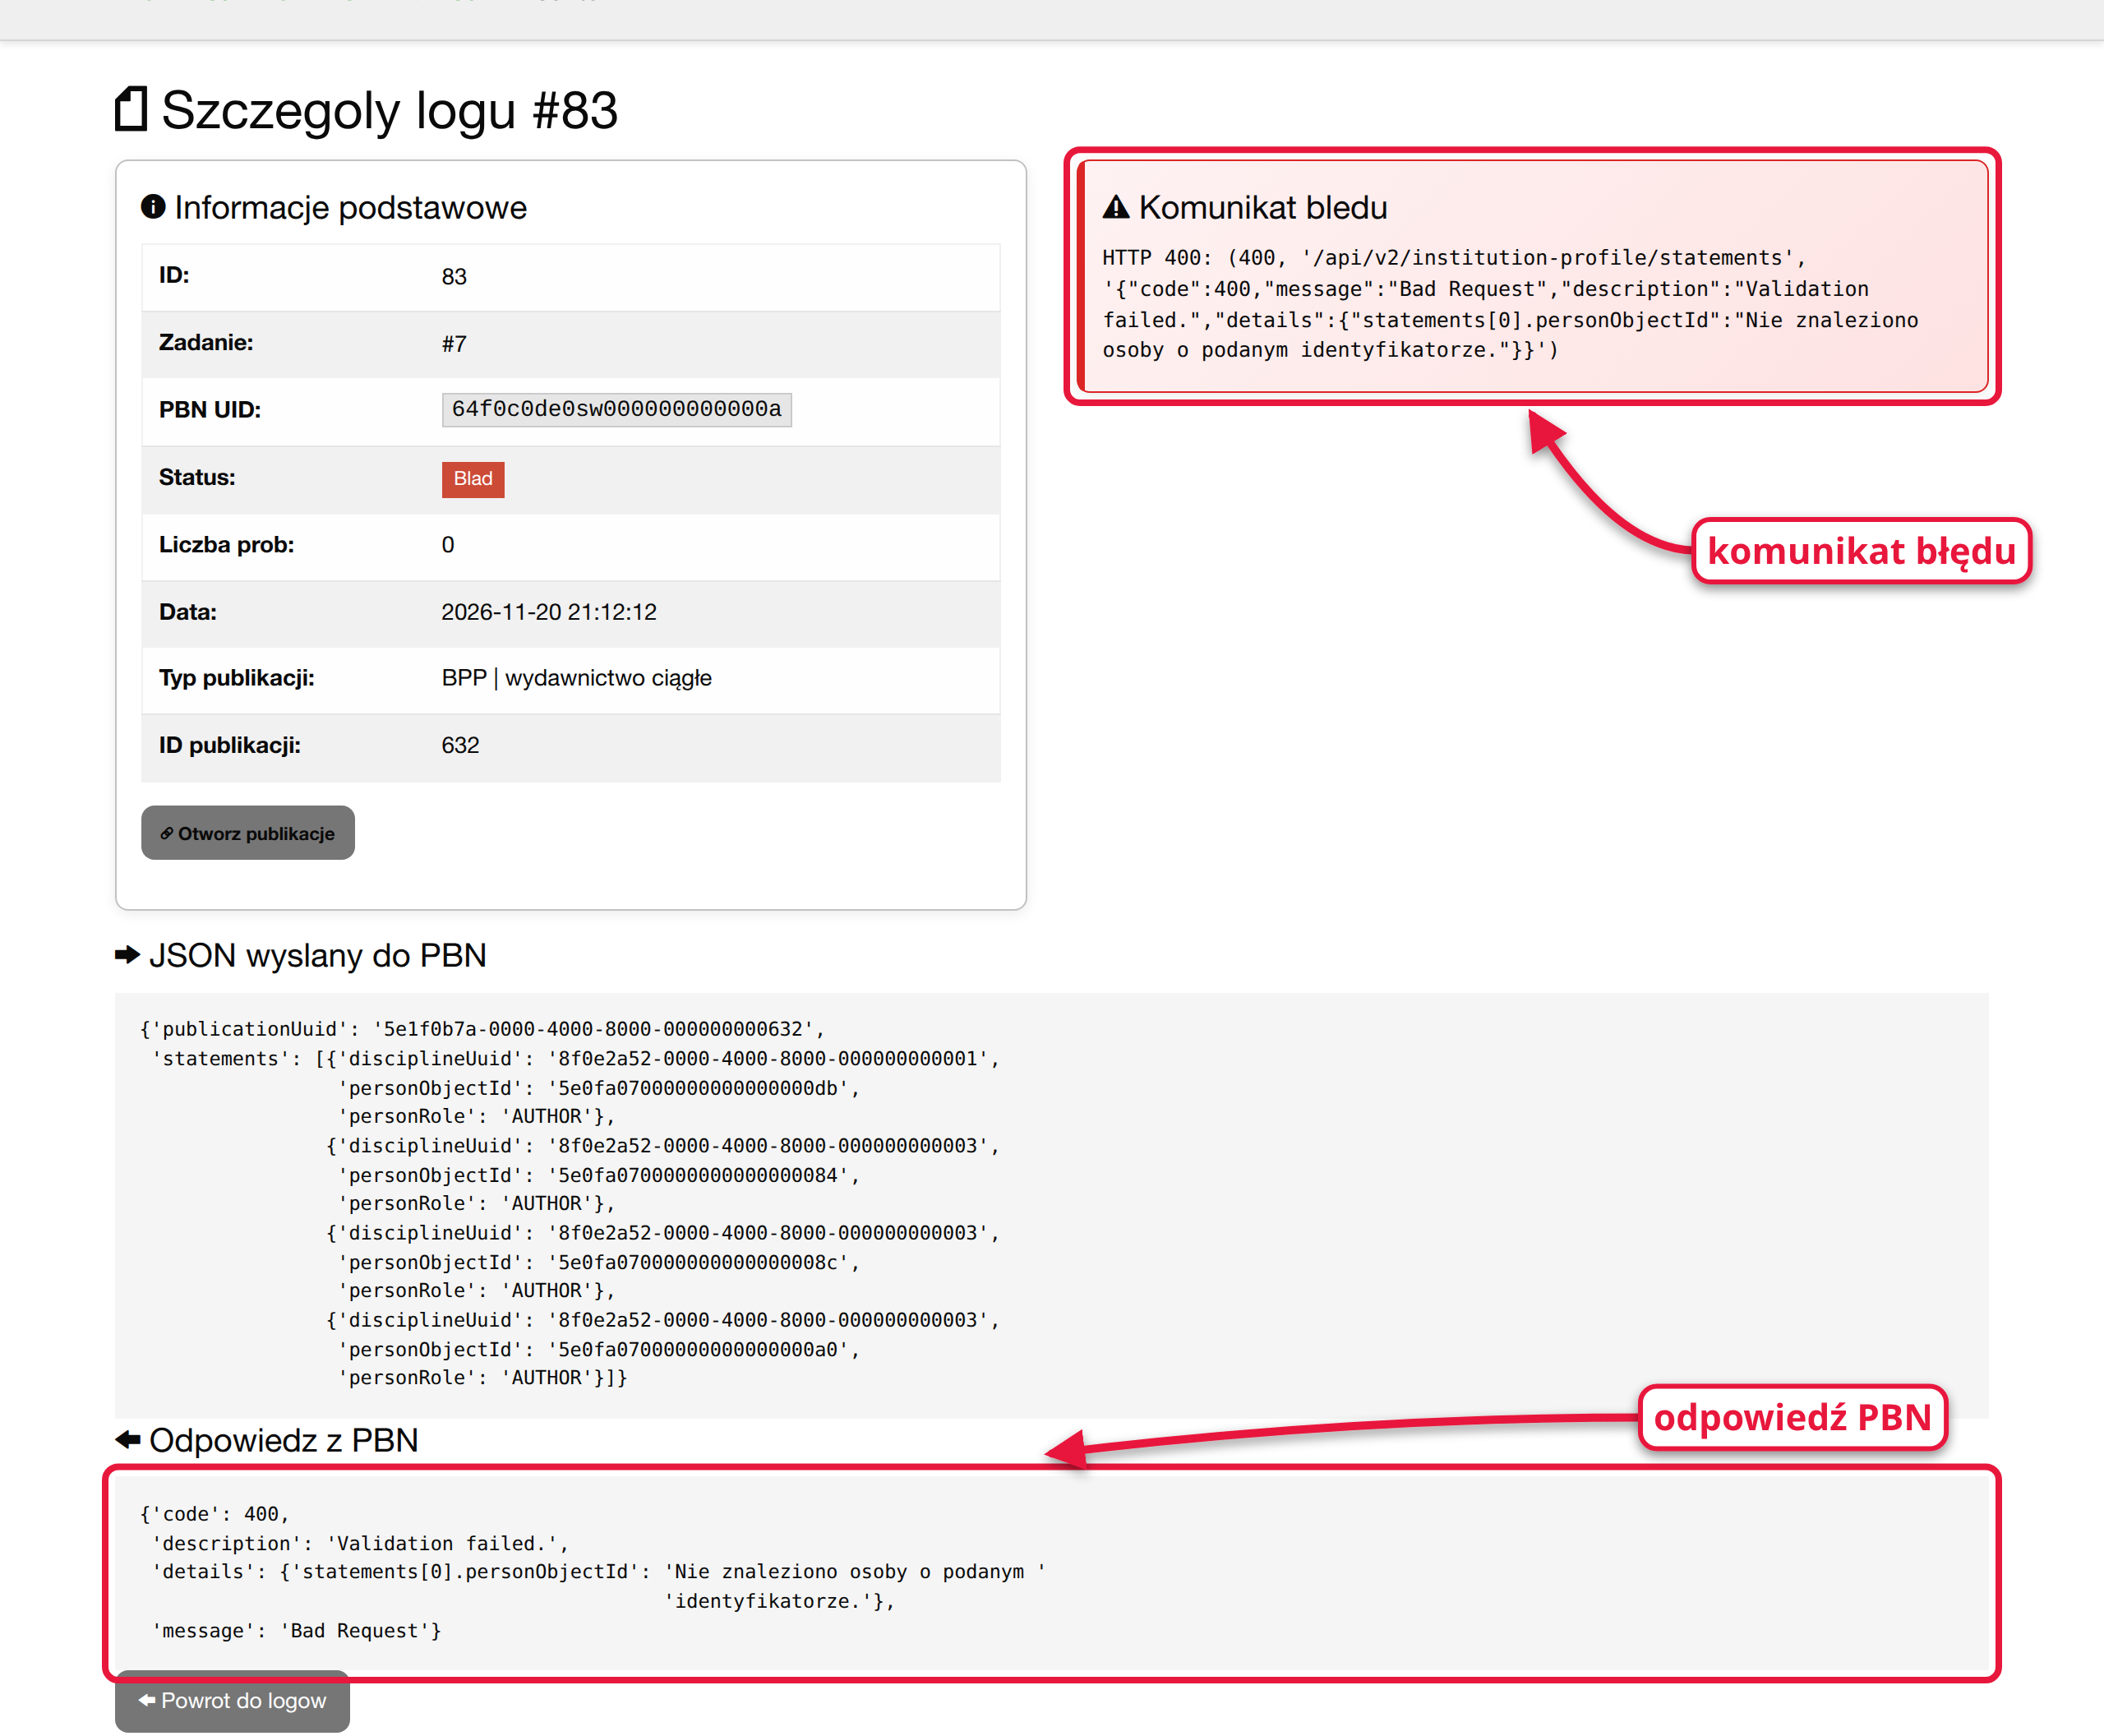 Szczegoly logu #83
Informacje podstawowe
ID: 83
Zadanie: #7
PBN UID: 64f0c0de0sw000000000000a
Status: Blad
Liczba prob: 0
Data: 2026-11-20 21:12:12
Typ publikacji: BPP | wydawnictwo ciągłe
ID publikacji: 632
Otworz publikacje
Komunikat bledu
HTTP 400: (400, '/api/v2/institution-profile/statements',
'{"code":400,"message":"Bad Request","description":"Validation
failed.","details":{"statements[0].personObjectId":"Nie znaleziono
osoby o podanym identyfikatorze."}}')
komunikat błędu
JSON wyslany do PBN
{'publicationUuid': '5e1f0b7a-0000-4000-8000-000000000632',
'statements': [{'disciplineUuid': '8f0e2a52-0000-4000-8000-000000000001',
'personObjectId': '5e0fa07000000000000000db',
'personRole': 'AUTHOR'},
{'disciplineUuid': '8f0e2a52-0000-4000-8000-000000000003',
'personObjectId': '5e0fa0700000000000000084',
'personRole': 'AUTHOR'},
{'disciplineUuid': '8f0e2a52-0000-4000-8000-000000000003',
'personObjectId': '5e0fa070000000000000008c',
'personRole': 'AUTHOR'},
{'disciplineUuid': '8f0e2a52-0000-4000-8000-000000000003',
'personObjectId': '5e0fa07000000000000000a0',
'personRole': 'AUTHOR'}]}
odpowiedź PBN
Odpowiedz z PBN
{'code': 400,
'description': 'Validation failed.',
'details': {'statements[0].personObjectId': 'Nie znaleziono osoby o podanym '
'identyfikatorze.'},
'message': 'Bad Request'}
Powrot do logow